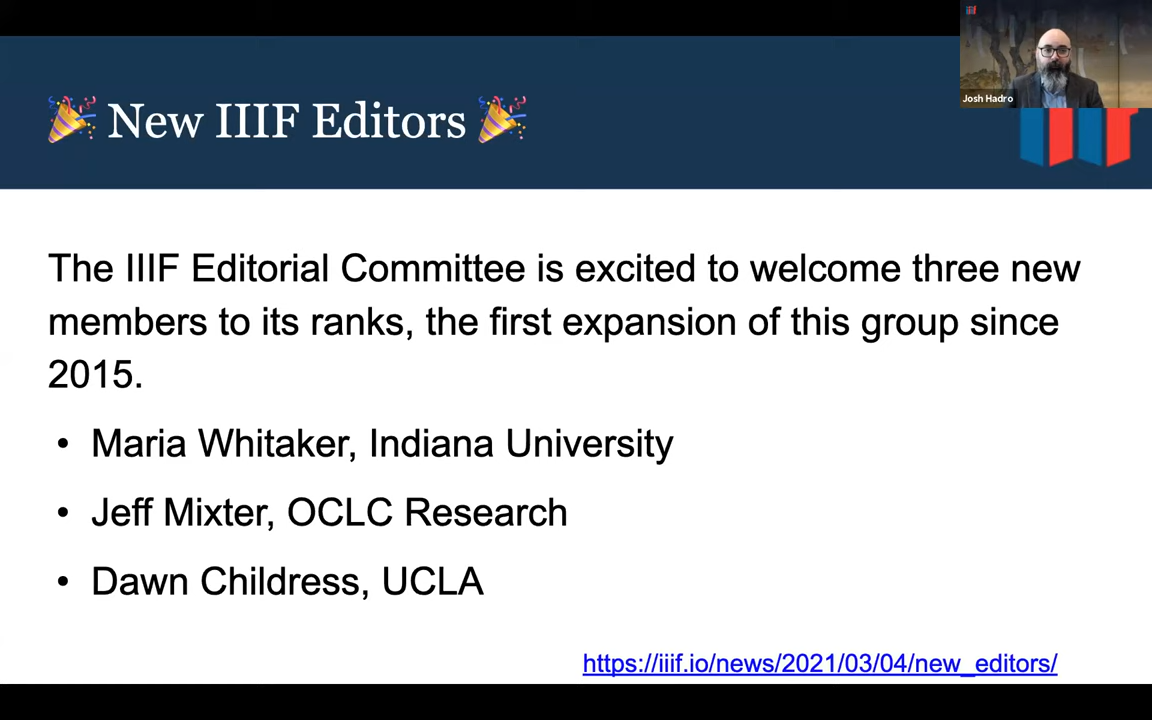 Josh Hadro
🎉 New IIIF Editors 🎉
The IIIF Editorial Committee is excited to welcome three new
members to its ranks, the first expansion of this group since
2015.
• Maria Whitaker, Indiana University
• Jeff Mixter, OCLC Research
• Dawn Childress, UCLA
https://iiif.io/news/2021/03/04/new_editors/